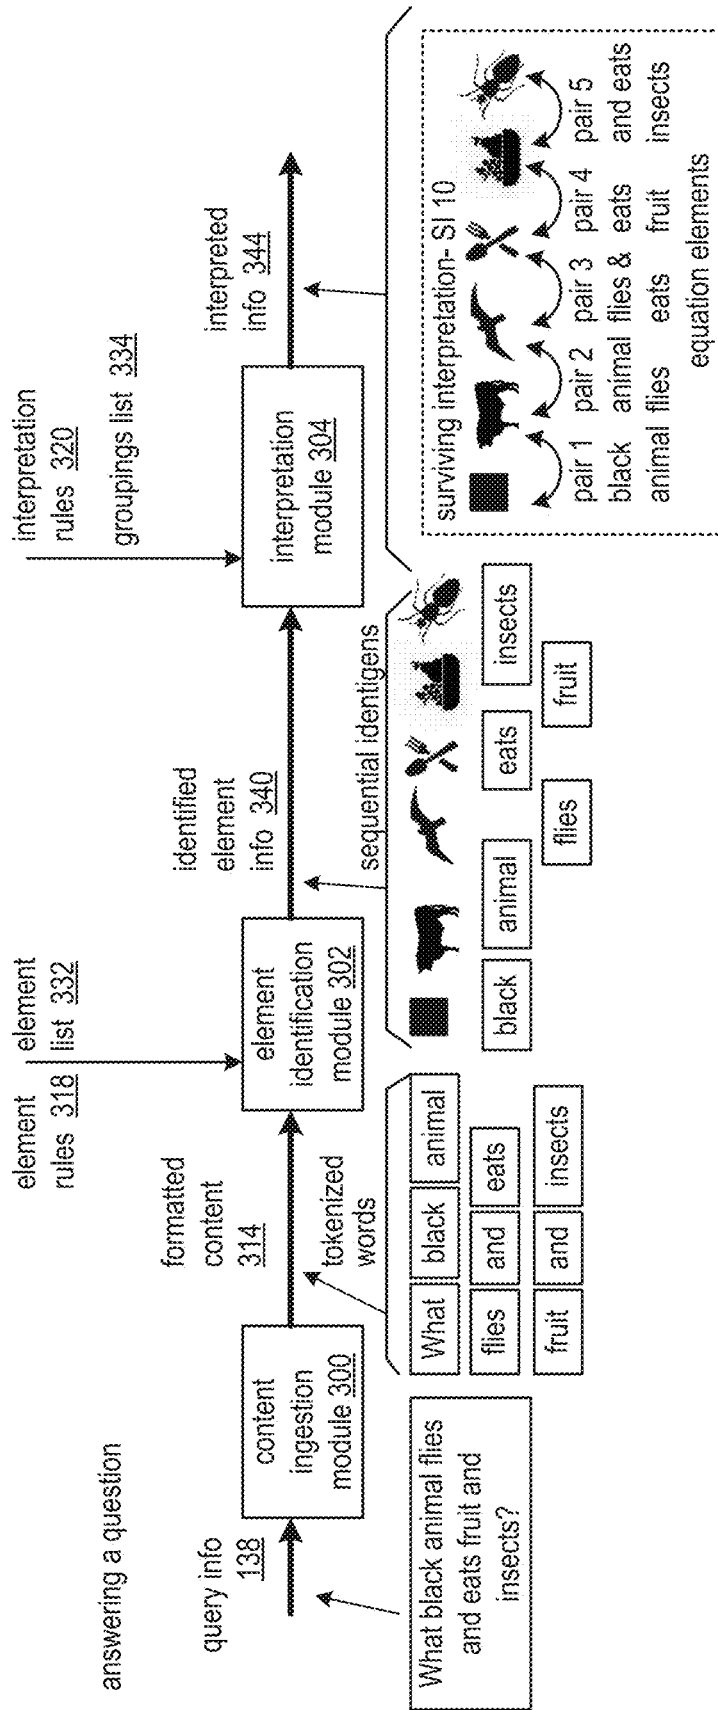 answering a question
query info
138
What black animal flies
and eats fruit and
insects?
content
ingestion
module 300
formatted
content
314
tokenized
words
What black animal
flies and eats
fruit and insects
element
rules 318
element
list 332
element
identification
module 302
identified
element
info 340
sequential identigens
black animal eats insects
flies fruit
interpretation
rules 320
groupings list 334
interpretation
module 304
interpreted
info 344
surviving interpretation- SI 10
pair 1 pair 2 pair 3 pair 4 pair 5
black animal flies & eats and eats
animal flies eats fruit insects
equation elements